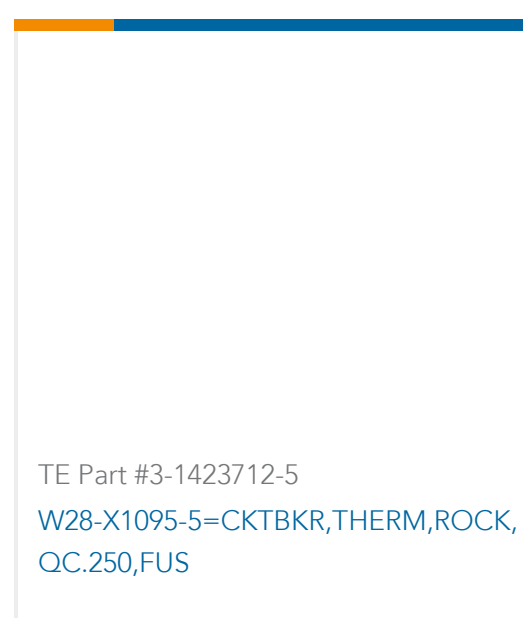 TE Part #3-1423712-5
W28-X1095-5=CKTBKR,THERM,ROCK,
QC.250,FUS